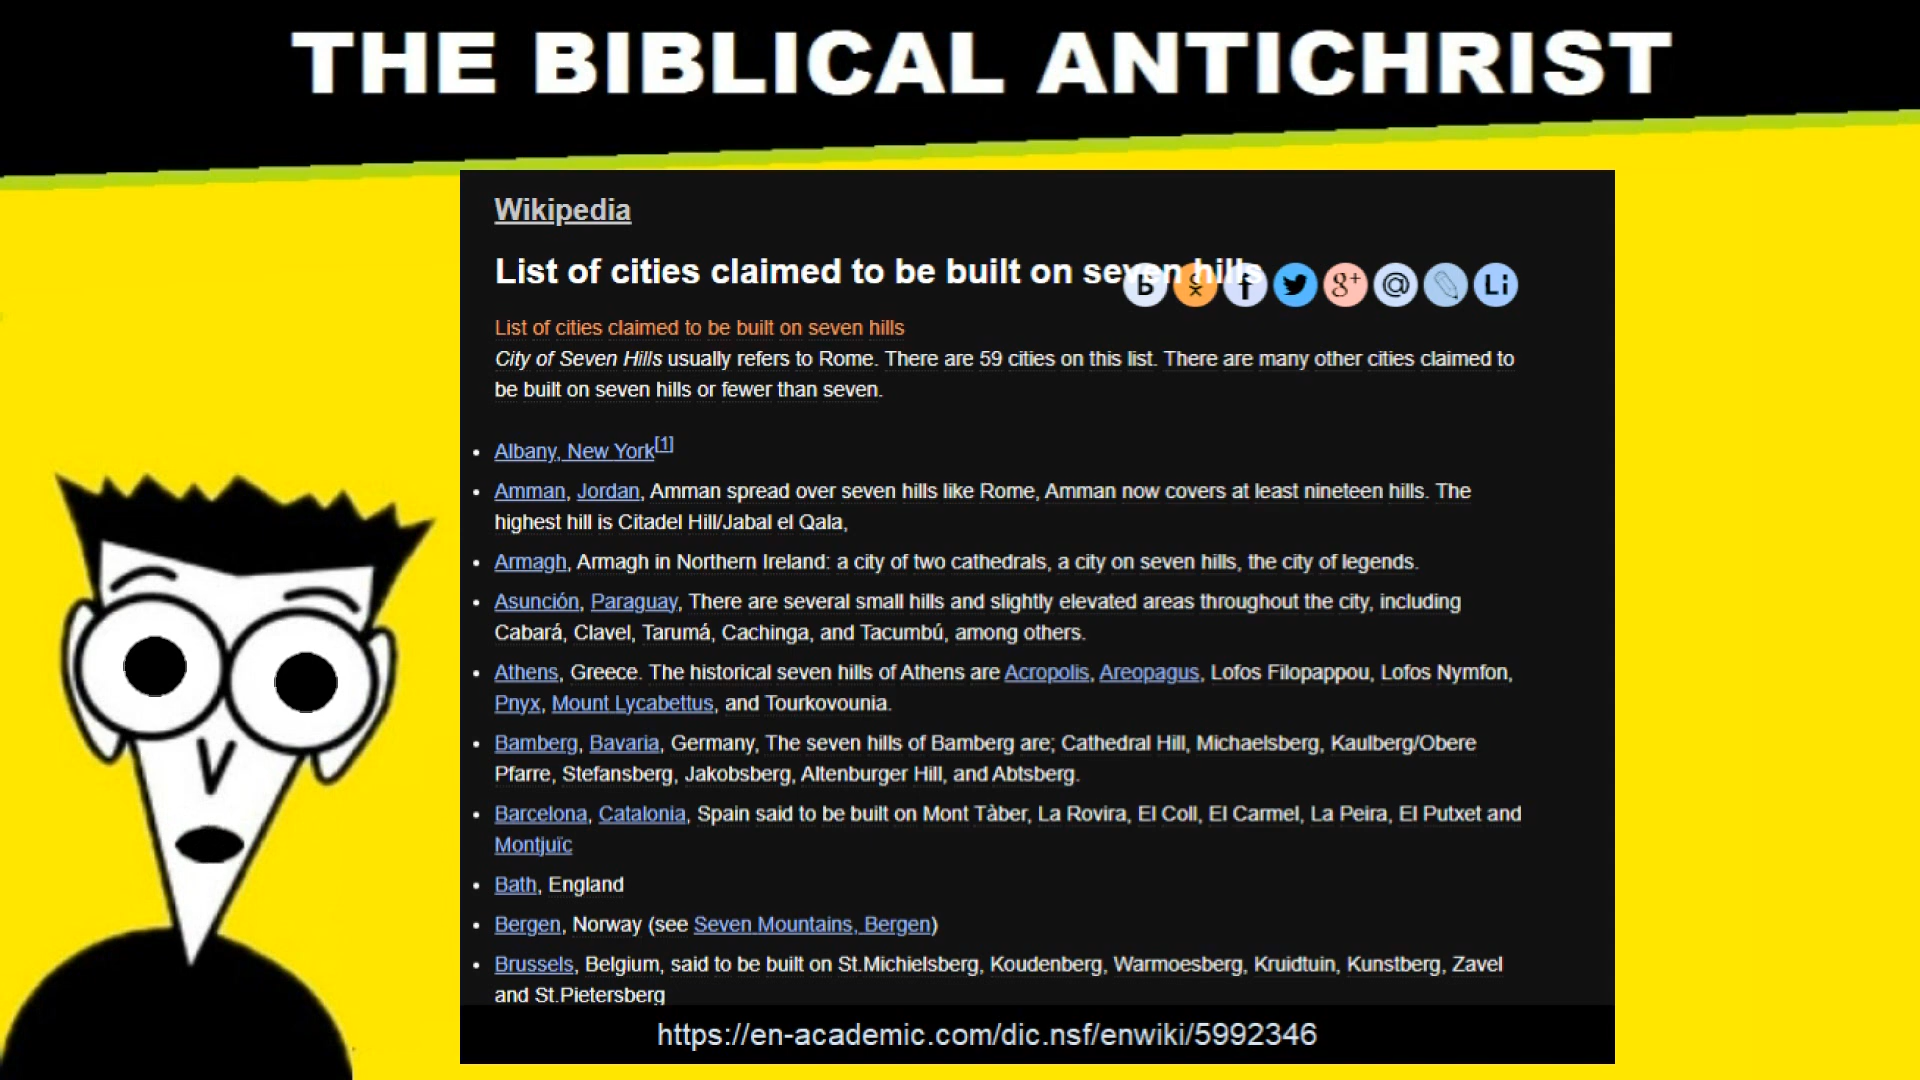 THE BIBLICAL ANTICHRIST
Wikipedia
List of cities claimed to be built on seven hills
Ь f g+ @ Li
List of cities claimed to be built on seven hills
City of Seven Hills usually refers to Rome. There are 59 cities on this list. There are many other cities claimed to
be built on seven hills or fewer than seven.
• Albany, New York[1]
• Amman, Jordan, Amman spread over seven hills like Rome, Amman now covers at least nineteen hills. The
highest hill is Citadel Hill/Jabal el Qala,
• Armagh, Armagh in Northern Ireland: a city of two cathedrals, a city on seven hills, the city of legends.
• Asunción, Paraguay, There are several small hills and slightly elevated areas throughout the city, including
Cabará, Clavel, Tarumá, Cachinga, and Tacumbú, among others.
• Athens, Greece. The historical seven hills of Athens are Acropolis, Areopagus, Lofos Filopappou, Lofos Nymfon,
Pnyx, Mount Lycabettus, and Tourkovounia.
• Bamberg, Bavaria, Germany, The seven hills of Bamberg are; Cathedral Hill, Michaelsberg, Kaulberg/Obere
Pfarre, Stefansberg, Jakobsberg, Altenburger Hill, and Abtsberg.
• Barcelona, Catalonia, Spain said to be built on Mont Tàber, La Rovira, El Coll, El Carmel, La Peira, El Putxet and
Montjuïc
• Bath, England
• Bergen, Norway (see Seven Mountains, Bergen)
• Brussels, Belgium, said to be built on St.Michielsberg, Koudenberg, Warmoesberg, Kruidtuin, Kunstberg, Zavel
and St.Pietersberg
https://en-academic.com/dic.nsf/enwiki/5992346